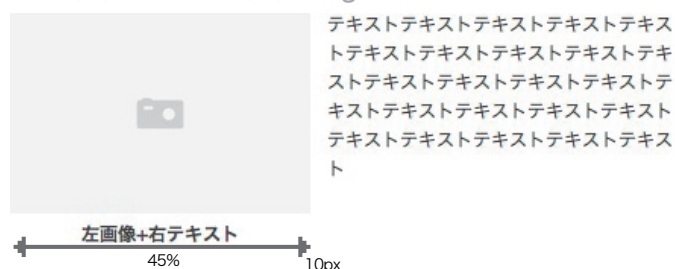 テキストテキストテキストテキストテキス
トテキストテキストテキストテキストテキ
ストテキストテキストテキストテキストテ
キストテキストテキストテキストテキスト
テキストテキストテキストテキストテキス
ト
左画像+右テキスト
45%
10px